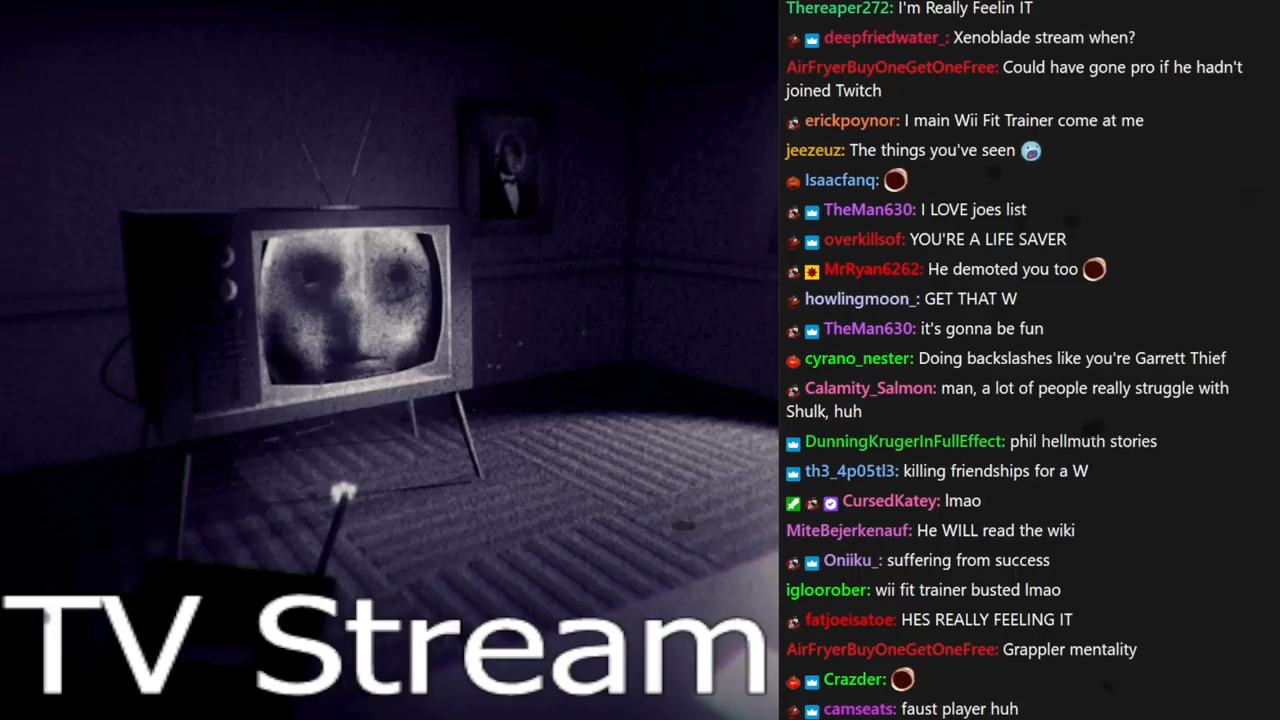 Thereaper272: I'm Really Feelin IT
deepfriedwater_: Xenoblade stream when?
AirFryerBuyOneGetOneFree: Could have gone pro if he hadn't
joined Twitch
erickpoynor: I main Wii Fit Trainer come at me
jeezeuz: The things you've seen
Isaacfanq:
TheMan630: I LOVE joes list
overkillsof: YOU'RE A LIFE SAVER
MrRyan6262: He demoted you too
howlingmoon_: GET THAT W
TheMan630: it's gonna be fun
cyrano_nester: Doing backslashes like you're Garrett Thief
Calamity_Salmon: man, a lot of people really struggle with
Shulk, huh
DunningKrugerInFullEffect: phil hellmuth stories
th3_4p05tl3: killing friendships for a W
CursedKatey: lmao
MiteBejerkenauf: He WILL read the wiki
Oniiku_: suffering from success
igloorober: wii fit trainer busted lmao
fatjoeisatoe: HES REALLY FEELING IT
AirFryerBuyOneGetOneFree: Grappler mentality
Crazder:
camseats: faust player huh
TV Stream